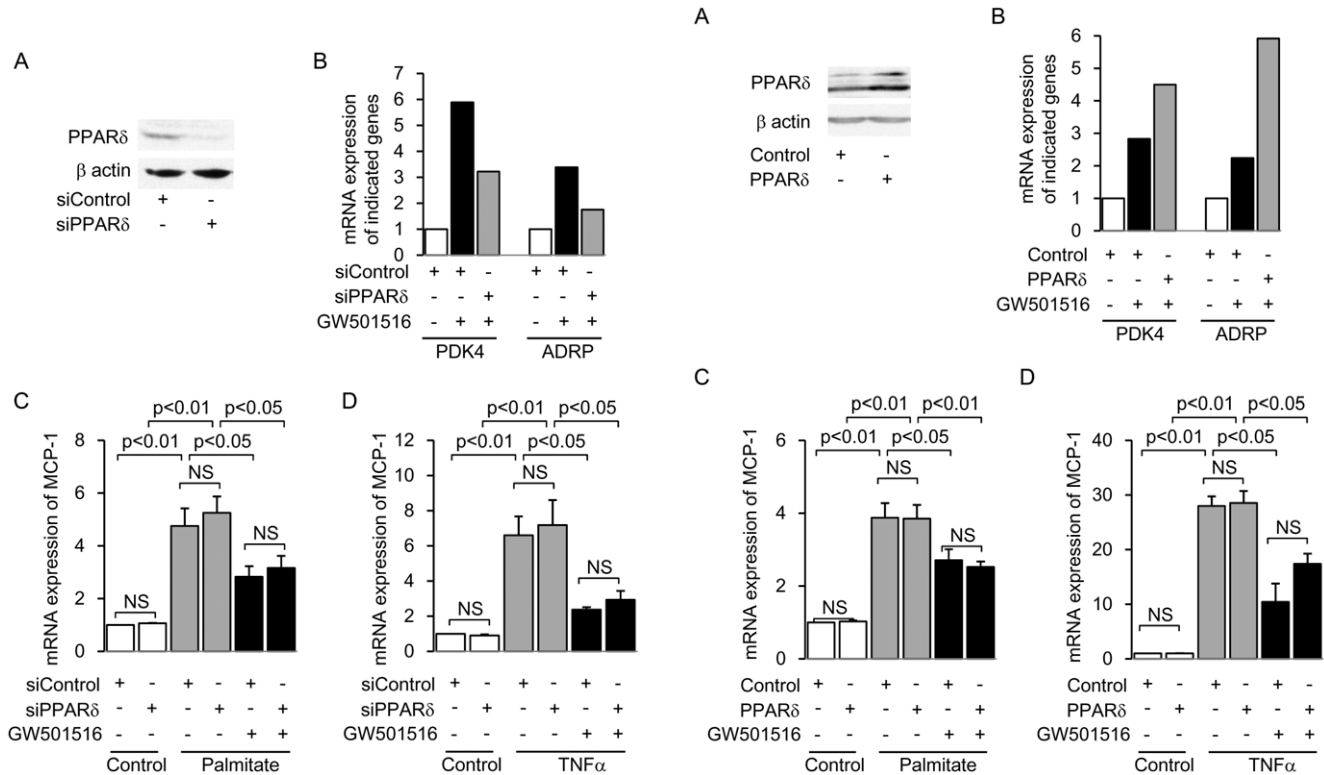 A
PPARδ
β actin
siControl + -
siPPARδ - +
B
mRNA expression
of indicated genes
7
6
5
4
3
2
1
0
siControl + + - + + -
siPPARδ - - + - - +
GW501516 - + + - + +
PDK4 ADRP
A
PPARδ
β actin
Control + -
PPARδ - +
B
mRNA expression
of indicated genes
6
5
4
3
2
1
0
Control + + - + + -
PPARδ - - + - - +
GW501516 - + + - + +
PDK4 ADRP
C
mRNA expression of MCP-1
p<0.01 p<0.05
p<0.01 p<0.05
8
6
4
2
0
NS
NS
NS
siControl + - + - + -
siPPARδ - + - + - +
GW501516 - - - - + +
Control Palmitate
D
mRNA expression of MCP-1
p<0.01 p<0.05
p<0.01 p<0.05
12
10
8
6
4
2
0
NS
NS
NS
siControl + - + - + -
siPPARδ - + - + - +
GW501516 - - - - + +
Control TNFα
C
mRNA expression of MCP-1
p<0.01 p<0.01
p<0.01 p<0.05
6
4
2
0
NS
NS
NS
Control + - + - + -
PPARδ - + - + - +
GW501516 - - - - + +
Control Palmitate
D
mRNA expression of MCP-1
p<0.01 p<0.05
p<0.01 p<0.05
40
30
20
10
0
NS
NS
NS
Control + - + - + -
PPARδ - + - + - +
GW501516 - - - - + +
Control TNFα